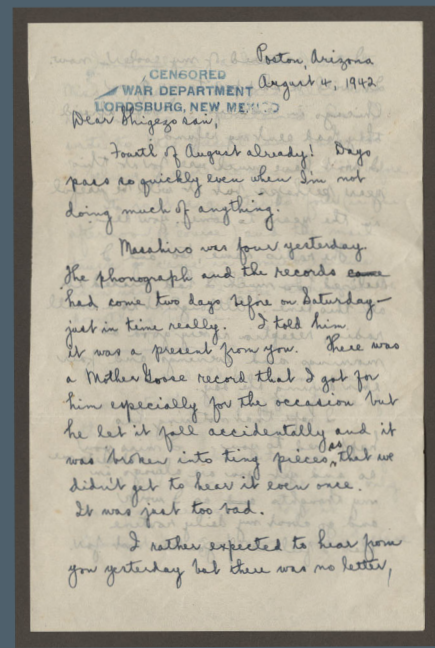 Poston, Arizona
CENSORED
WAR DEPARTMENT
August 4, 1942
LORDSBURG, NEW MEXICO
Dear Shigezo san,
Fourth of August already! Days
pass so quickly even when I'm not
doing much of anything.
Masahiro was four yesterday.
The phonograph and the records came
had come two days before on Saturday—
just in time really. I told him
it was a present from you. There was
a Mother Goose record that I got for
him especially for the occasion but
he let it fall accidentally and it
was broken into tiny pieces so that we
didn't get to hear it even once.
It was just too bad.
I rather expected to hear from
you yesterday but there was no letter,